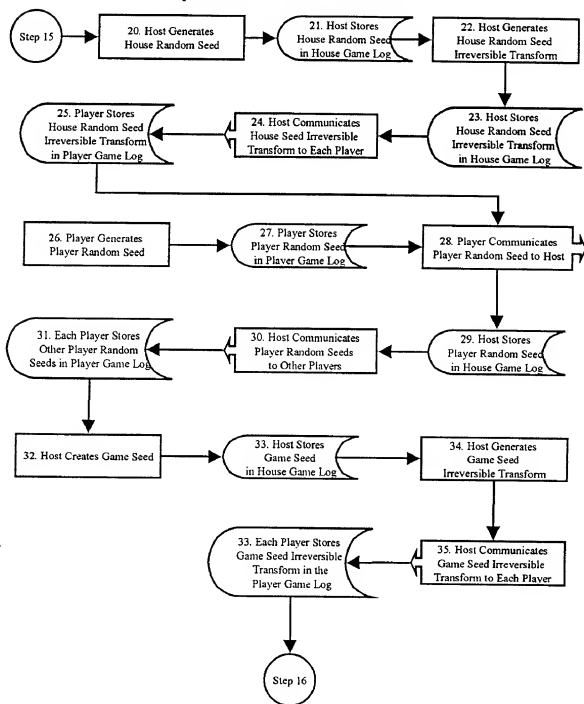 Step 15
20. Host Generates
House Random Seed
21. Host Stores
House Random Seed
in House Game Log
22. Host Generates
House Random Seed
Irreversible Transform
25. Player Stores
House Random Seed
Irreversible Transform
in Player Game Log
24. Host Communicates
House Seed Irreversible
Transform to Each Player
23. Host Stores
House Random Seed
Irreversible Transform
in House Game Log
26. Player Generates
Player Random Seed
27. Player Stores
Player Random Seed
in Player Game Log
28. Player Communicates
Player Random Seed to Host
31. Each Player Stores
Other Player Random
Seeds in Player Game Log
30. Host Communicates
Player Random Seeds
to Other Players
29. Host Stores
Player Random Seed
in House Game Log
32. Host Creates Game Seed
33. Host Stores
Game Seed
in House Game Log
34. Host Generates
Game Seed
Irreversible Transform
33. Each Player Stores
Game Seed Irreversible
Transform in the
Player Game Log
35. Host Communicates
Game Seed Irreversible
Transform to Each Player
Step 16